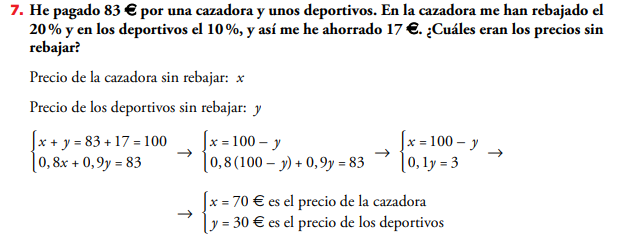 7. He pagado 83 € por una cazadora y unos deportivos. En la cazadora me han rebajado el
20 % y en los deportivos el 10 %, y así me he ahorrado 17 €. ¿Cuáles eran los precios sin
rebajar?
Precio de la cazadora sin rebajar: x
Precio de los deportivos sin rebajar: y
{x + y = 83 + 17 = 100 → {x = 100 – y → {x = 100 – y →
{0,8x + 0,9y = 83 {0,8(100 – y) + 0,9y = 83 {0,1y = 3
→ {x = 70 € es el precio de la cazadora
{y = 30 € es el precio de los deportivos